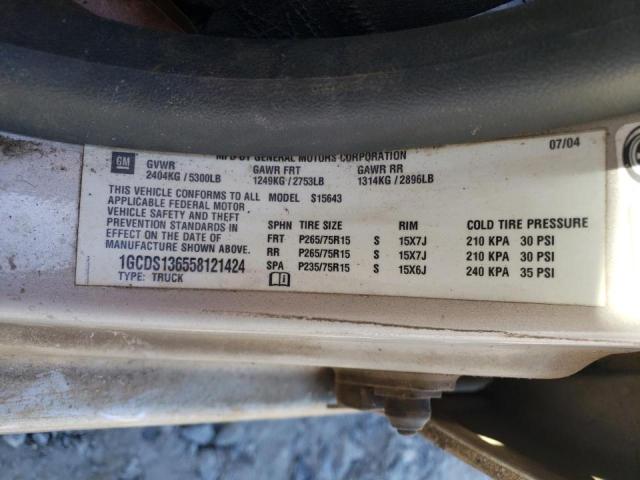 MFD BY GENERAL MOTORS CORPORATION
07/04
GM
GVWR GAWR FRT GAWR RR
2404KG / 5300LB 1249KG / 2753LB 1314KG / 2896LB
THIS VEHICLE CONFORMS TO ALL
APPLICABLE FEDERAL MOTOR
VEHICLE SAFETY AND THEFT
PREVENTION STANDARDS IN
EFFECT ON THE DATE OF
MANUFACTURE SHOWN ABOVE.
1GCDS136558121424
TYPE: TRUCK
MODEL S15643
SPHN TIRE SIZE RIM COLD TIRE PRESSURE
FRT P265/75R15 S 15X7J 210 KPA 30 PSI
RR P265/75R15 S 15X7J 210 KPA 30 PSI
SPA P235/75R15 S 15X6J 240 KPA 35 PSI